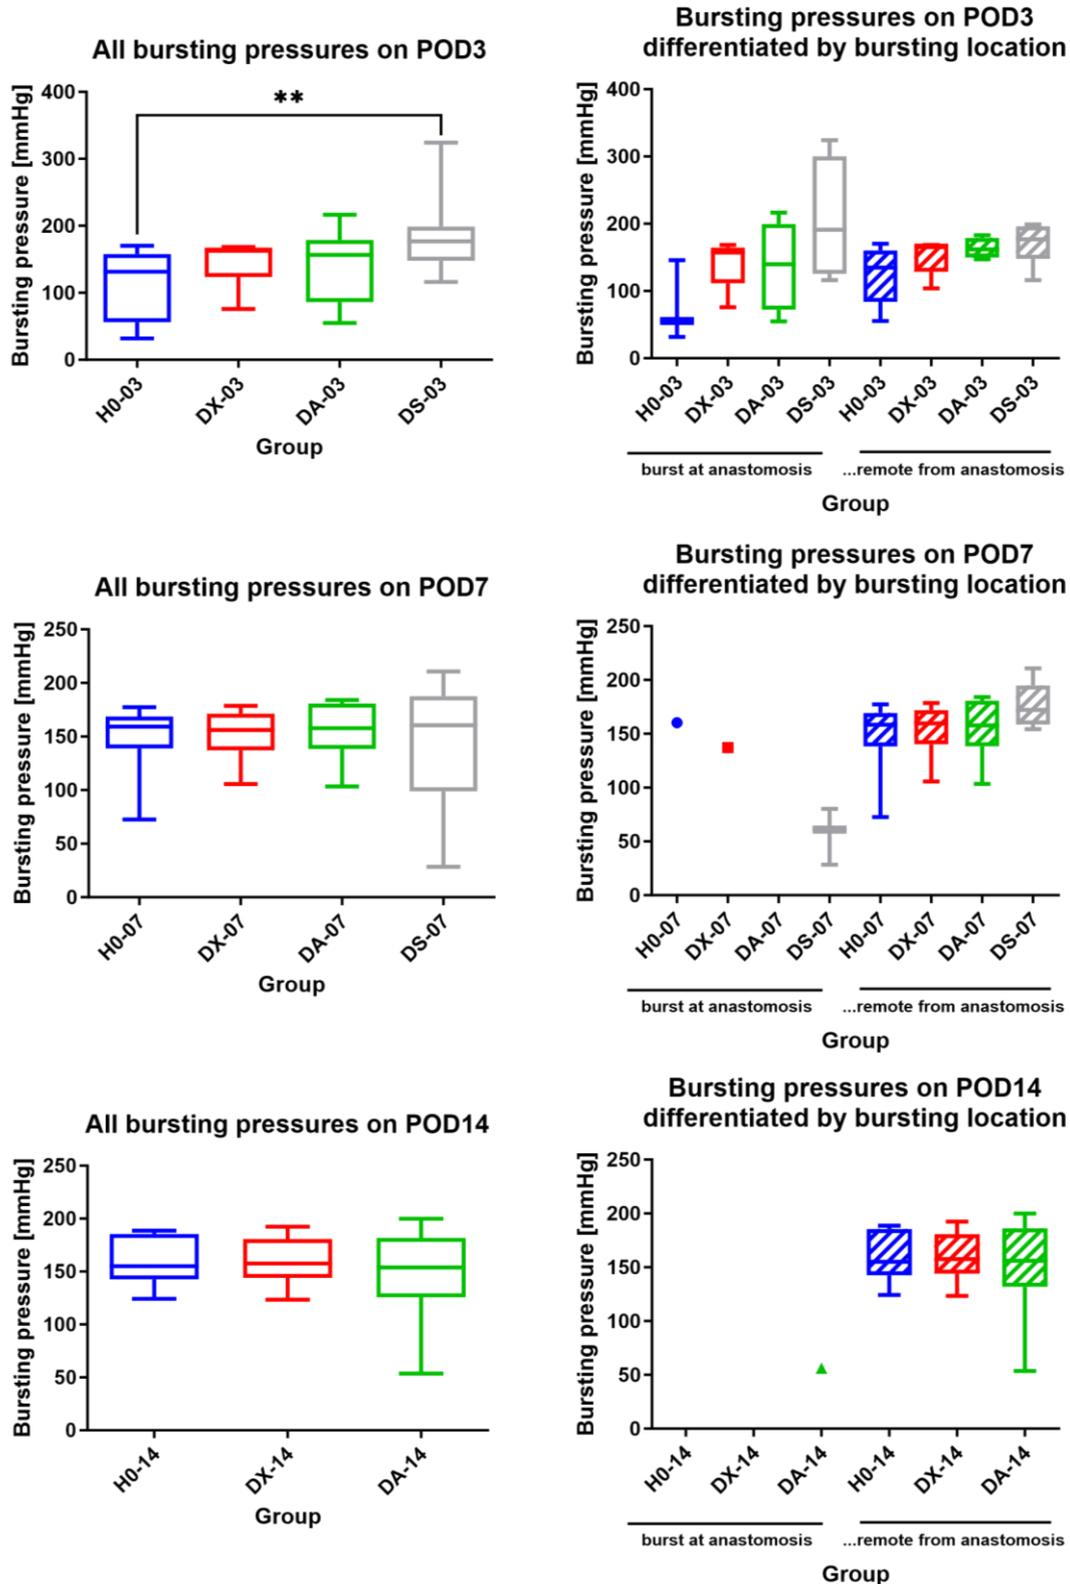 All bursting pressures on POD3
Bursting pressure [mmHg]
400
300
200
100
0
**
H0-03
DX-03
DA-03
DS-03
Group
Bursting pressures on POD3
differentiated by bursting location
Bursting pressure [mmHg]
400
300
200
100
0
H0-03
DX-03
DA-03
DS-03
H0-03
DX-03
DA-03
DS-03
burst at anastomosis
...remote from anastomosis
Group
All bursting pressures on POD7
Bursting pressure [mmHg]
250
200
150
100
50
0
H0-07
DX-07
DA-07
DS-07
Group
Bursting pressures on POD7
differentiated by bursting location
Bursting pressure [mmHg]
250
200
150
100
50
0
H0-07
DX-07
DA-07
DS-07
H0-07
DX-07
DA-07
DS-07
burst at anastomosis
...remote from anastomosis
Group
All bursting pressures on POD14
Bursting pressure [mmHg]
250
200
150
100
50
0
H0-14
DX-14
DA-14
Group
Bursting pressures on POD14
differentiated by bursting location
Bursting pressure [mmHg]
250
200
150
100
50
0
H0-14
DX-14
DA-14
H0-14
DX-14
DA-14
burst at anastomosis
...remote from anastomosis
Group